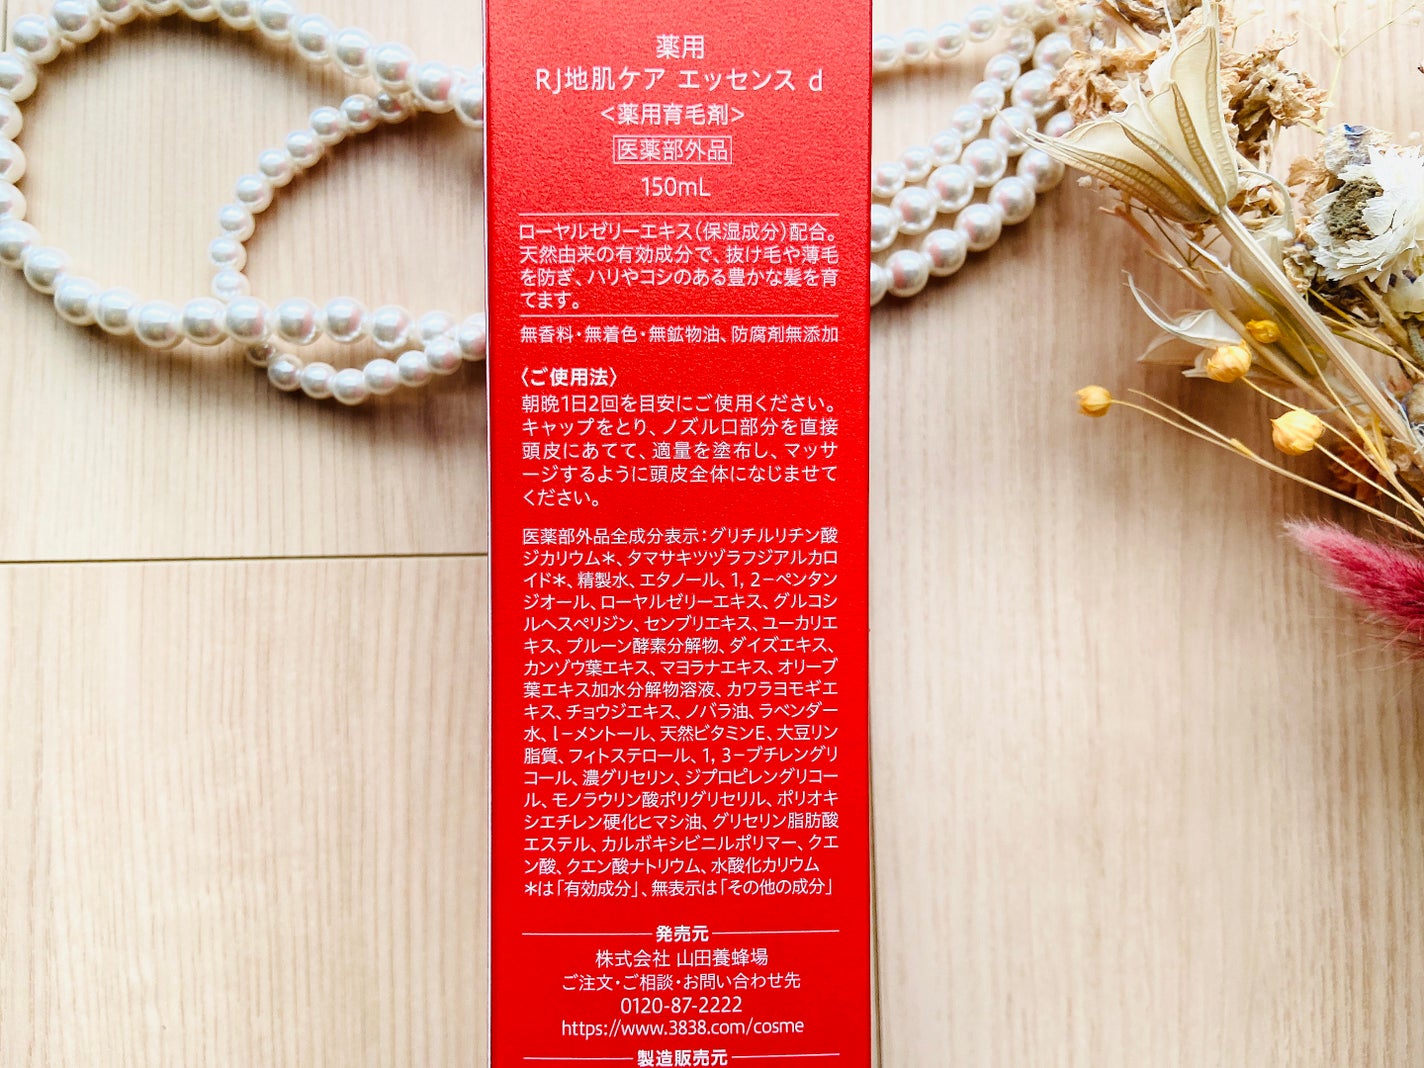 薬用
RJ地肌ケア エッセンス d
<薬用育毛剤>
医薬部外品
150mL
ローヤルゼリーエキス(保湿成分)配合。
天然由来の有効成分で、抜け毛や薄毛
を防ぎ、ハリやコシのある豊かな髪を育
てます。
無香料・無着色・無鉱物油、防腐剤無添加
〈ご使用法〉
朝晩1日2回を目安にご使用ください。
キャップをとり、ノズル口部分を直接
頭皮にあてて、適量を塗布し、マッサ
ージするように頭皮全体になじませて
ください。
医薬部外品全成分表示：グリチルリチン酸
ジカリウム＊、タマサキツヅラフジアルカロ
イド＊、精製水、エタノール、1，2－ペンタン
ジオール、ローヤルゼリーエキス、グルコシ
ルヘスペリジン、センブリエキス、ユーカリエ
キス、プルーン酵素分解物、ダイズエキス、
カンゾウ葉エキス、マヨラナエキス、オリーブ
葉エキス加水分解物溶液、カワラヨモギエ
キス、チョウジエキス、ノバラ油、ラベンダー
水、l－メントール、天然ビタミンE、大豆リン
脂質、フィトステロール、1，3－ブチレングリ
コール、濃グリセリン、ジプロピレングリコー
ル、モノラウリン酸ポリグリセリル、ポリオキ
シエチレン硬化ヒマシ油、グリセリン脂肪酸
エステル、カルボキシビニルポリマー、クエ
ン酸、クエン酸ナトリウム、水酸化カリウム
＊は「有効成分」、無表示は「その他の成分」
発売元
株式会社 山田養蜂場
ご注文・ご相談・お問い合わせ先
0120-87-2222
https://www.3838.com/cosme
製造販売元